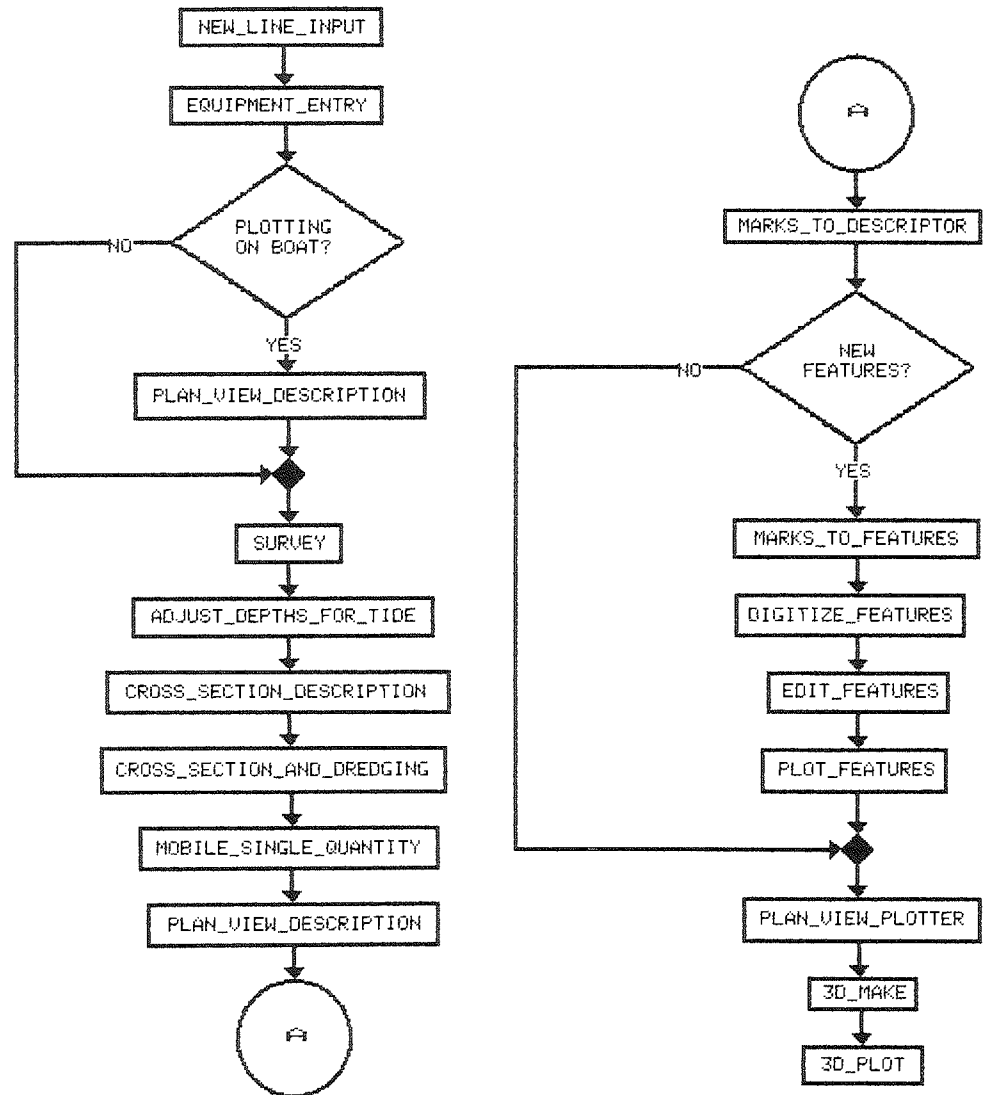 NEW_LINE_INPUT
EQUIPMENT_ENTRY
PLOTTING
ON BOAT?
NO
YES
PLAN_VIEW_DESCRIPTION
SURVEY
ADJUST_DEPTHS_FOR_TIDE
CROSS_SECTION_DESCRIPTION
CROSS_SECTION_AND_DREDGING
MOBILE_SINGLE_QUANTITY
PLAN_VIEW_DESCRIPTION
A
A
MARKS_TO_DESCRIPTOR
NEW
FEATURES?
NO
YES
MARKS_TO_FEATURES
DIGITIZE_FEATURES
EDIT_FEATURES
PLOT_FEATURES
PLAN_VIEW_PLOTTER
3D_MAKE
3D_PLOT